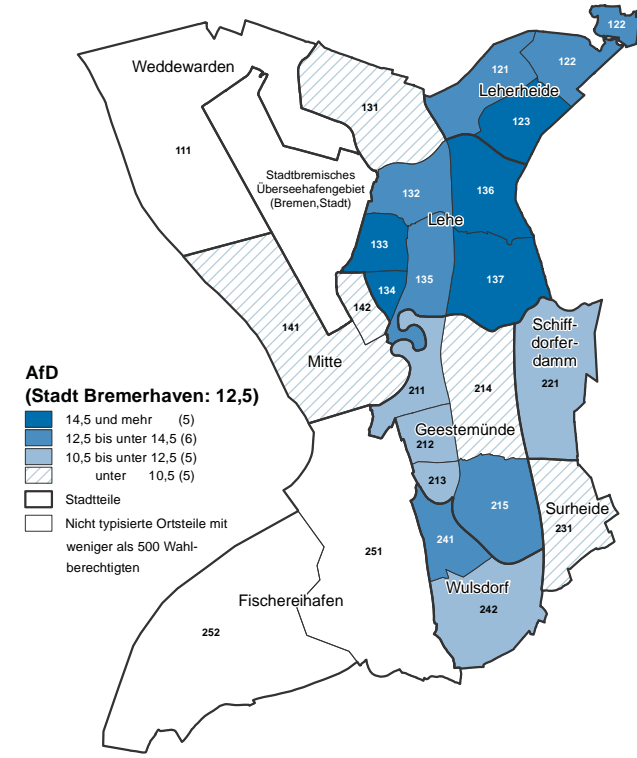 122
Weddewarden
121
122
Leherheide
131
123
111
Stadtbremisches
Überseehafengebiet
(Bremen,Stadt)
132
136
Lehe
133
135
134
137
142
141
Mitte
Schiff-
dorfer-
damm
221
211
214
AfD
(Stadt Bremerhaven: 12,5)
14,5 und mehr (5)
12,5 bis unter 14,5 (6)
10,5 bis unter 12,5 (5)
unter 10,5 (5)
Stadtteile
Nicht typisierte Ortsteile mit
weniger als 500 Wahl-
berechtigten
Geestemünde
212
213
215
Surheide
231
241
251
Wulsdorf
242
Fischereihafen
252